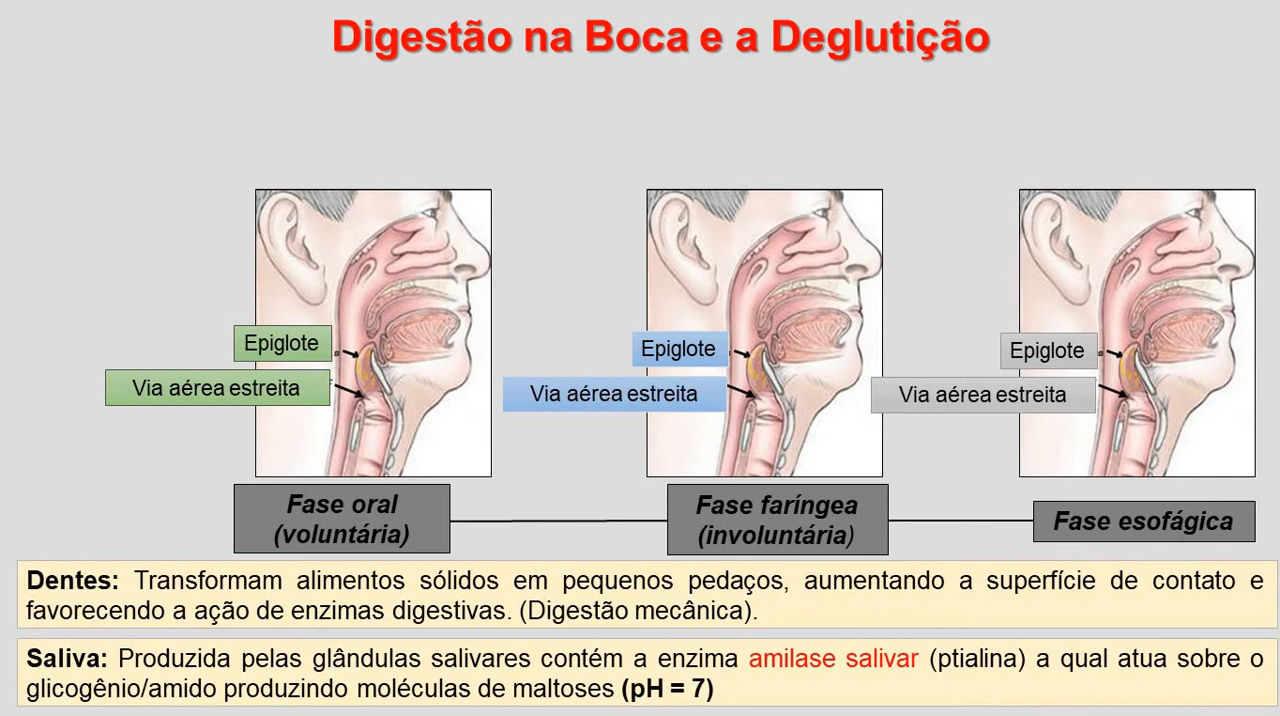 Digestão na Boca e a Deglutição
Epiglote
Via aérea estreita
Epiglote
Via aérea estreita
Epiglote
Via aérea estreita
Fase oral
(voluntária)
Fase faríngea
(involuntária)
Fase esofágica
Dentes: Transformam alimentos sólidos em pequenos pedaços, aumentando a superfície de contato e
favorecendo a ação de enzimas digestivas. (Digestão mecânica).
Saliva: Produzida pelas glândulas salivares contém a enzima amilase salivar (ptialina) a qual atua sobre o
glicogênio/amido produzindo moléculas de maltoses (pH = 7)